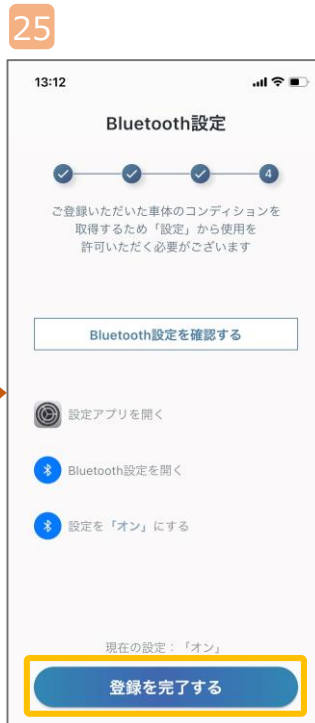 25
13:12
Bluetooth設定
4
ご登録いただいた車体のコンディションを
取得するため「設定」から使用を
許可いただく必要がございます
Bluetooth設定を確認する
設定アプリを開く
Bluetooth設定を開く
設定を「オン」にする
現在の設定：「オン」
登録を完了する